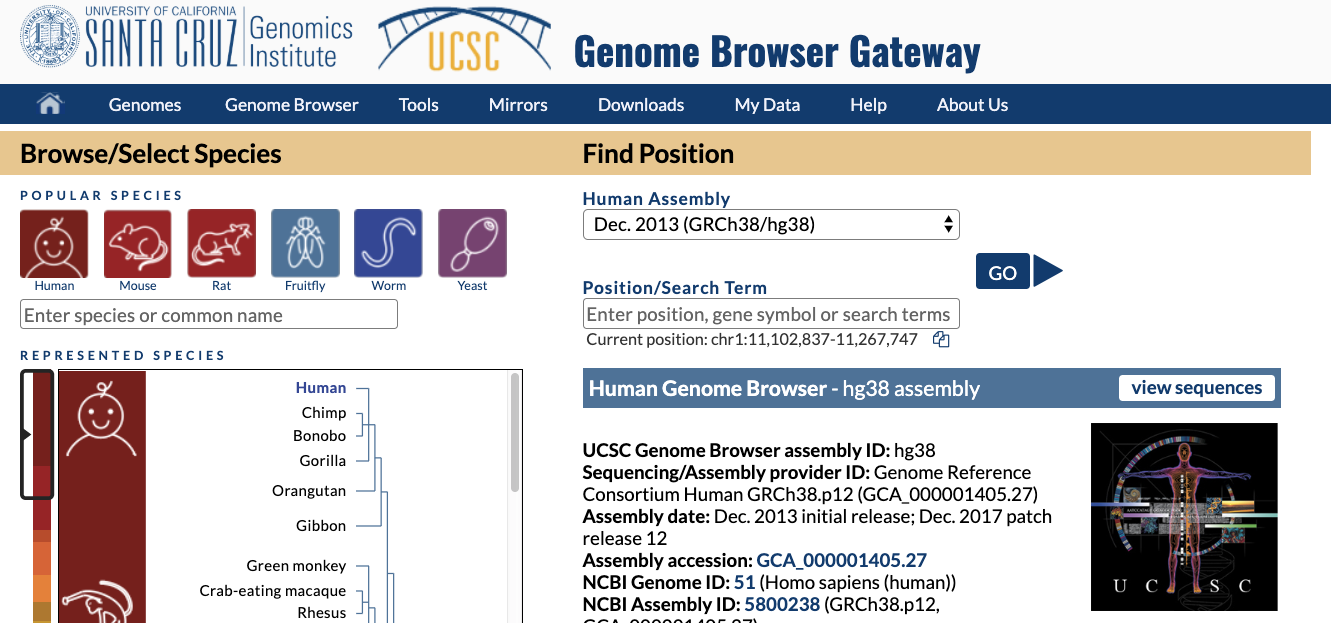 UNIVERSITY OF CALIFORNIA
SANTA CRUZ
Genomics
Institute
UCSC
Genome Browser Gateway
Genomes
Genome Browser
Tools
Mirrors
Downloads
My Data
Help
About Us
Browse/Select Species
POPULAR SPECIES
Human
Mouse
Rat
Fruitfly
Worm
Yeast
Enter species or common name
REPRESENTED SPECIES
Human
Chimp
Bonobo
Gorilla
Orangutan
Gibbon
Green monkey
Crab-eating macaque
Rhesus
Find Position
Human Assembly
Dec. 2013 (GRCh38/hg38)
GO
Position/Search Term
Enter position, gene symbol or search terms
Current position: chr1:11,102,837-11,267,747
Human Genome Browser - hg38 assembly
view sequences
UCSC Genome Browser assembly ID: hg38
Sequencing/Assembly provider ID: Genome Reference
Consortium Human GRCh38.p12 (GCA_000001405.27)
Assembly date: Dec. 2013 initial release; Dec. 2017 patch
release 12
Assembly accession: GCA_000001405.27
NCBI Genome ID: 51 (Homo sapiens (human))
NCBI Assembly ID: 5800238 (GRCh38.p12,
GCA_000001405.27)
U C S C